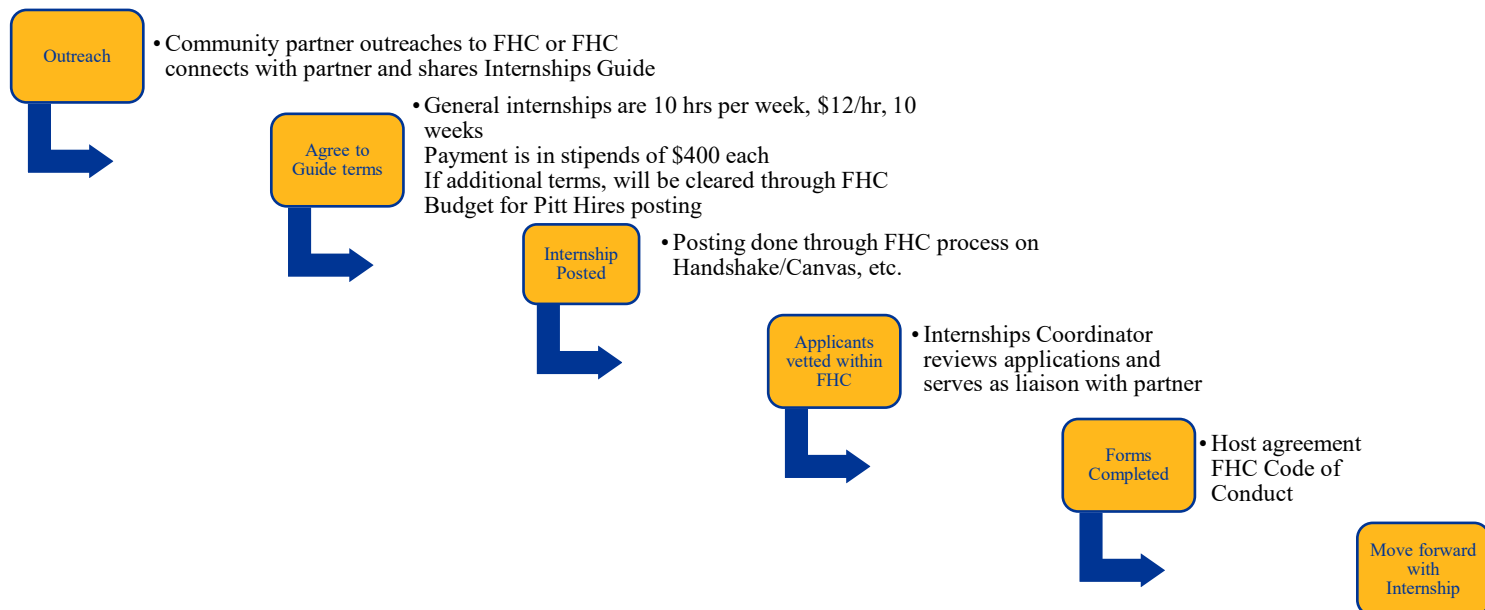 Outreach
• Community partner outreaches to FHC or FHC
connects with partner and shares Internships Guide
Agree to
Guide terms
• General internships are 10 hrs per week, $12/hr, 10
weeks
Payment is in stipends of $400 each
If additional terms, will be cleared through FHC
Budget for Pitt Hires posting
Internship
Posted
• Posting done through FHC process on
Handshake/Canvas, etc.
Applicants
vetted within
FHC
• Internships Coordinator
reviews applications and
serves as liaison with partner
Forms
Completed
• Host agreement
FHC Code of
Conduct
Move forward
with
Internship